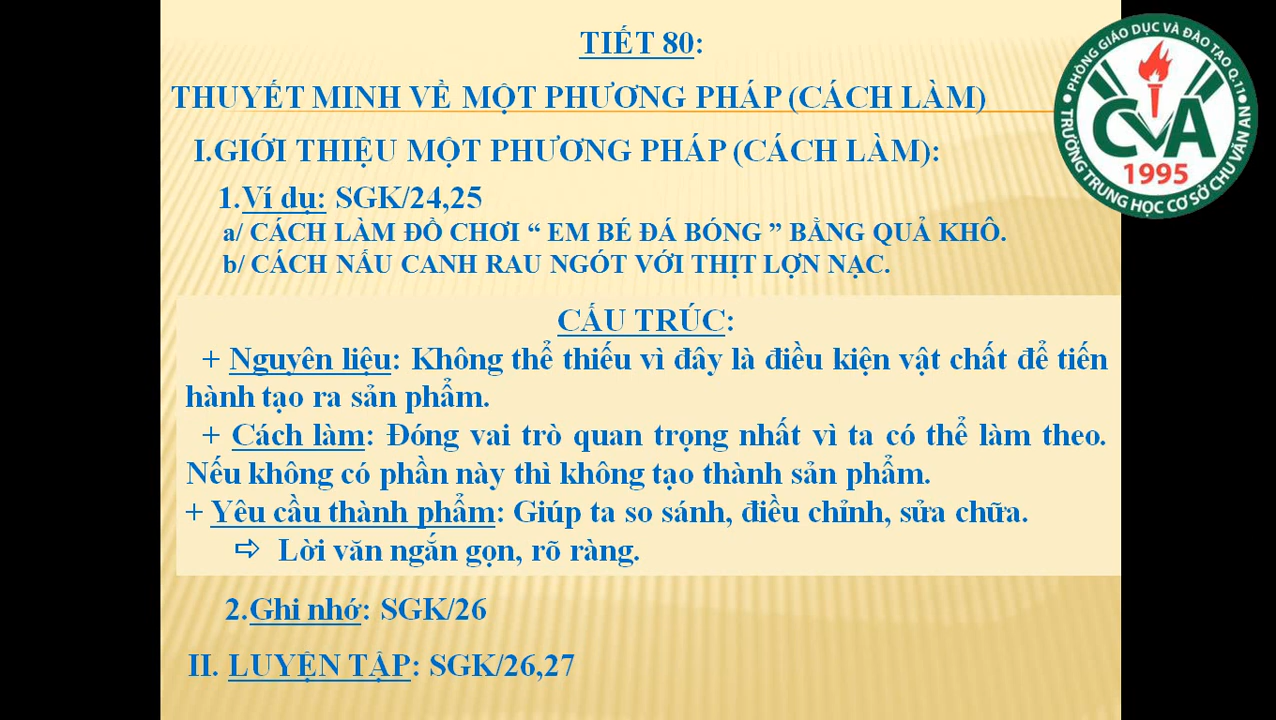 TIẾT 80:
THUYẾT MINH VỀ MỘT PHƯƠNG PHÁP (CÁCH LÀM)
I.GIỚI THIỆU MỘT PHƯƠNG PHÁP (CÁCH LÀM):
1.Ví dụ: SGK/24,25
a/ CÁCH LÀM ĐỒ CHƠI “ EM BÉ ĐÁ BÓNG ” BẰNG QUẢ KHÔ.
b/ CÁCH NẤU CANH RAU NGÓT VỚI THỊT LỢN NẠC.
CẤU TRÚC:
+ Nguyên liệu: Không thể thiếu vì đây là điều kiện vật chất để tiến
hành tạo ra sản phẩm.
+ Cách làm: Đóng vai trò quan trọng nhất vì ta có thể làm theo.
Nếu không có phần này thì không tạo thành sản phẩm.
+ Yêu cầu thành phẩm: Giúp ta so sánh, điều chỉnh, sửa chữa.
⇨ Lời văn ngắn gọn, rõ ràng.
2.Ghi nhớ: SGK/26
II. LUYỆN TẬP: SGK/26,27
PHÒNG GIÁO DỤC VÀ ĐÀO TẠO Q.11
CVA
1995
TRƯỜNG TRUNG HỌC CƠ SỞ CHU VĂN AN